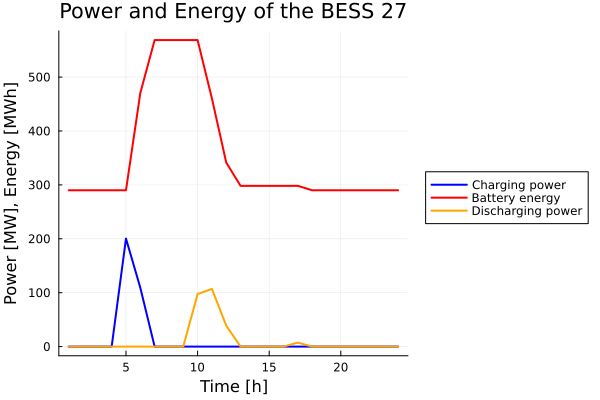 Power and Energy of the BESS 27
Power [MW], Energy [MWh]
500
400
300
200
100
0
5
10
15
20
Time [h]
Charging power
Battery energy
Discharging power